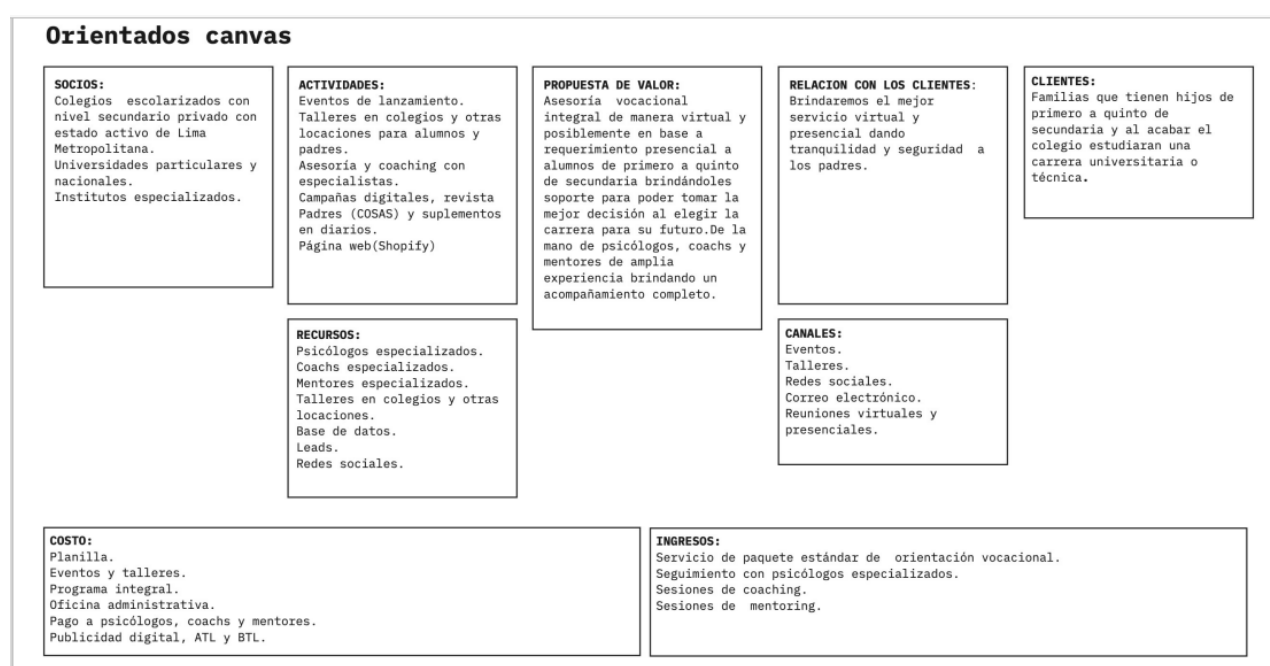 Orientados canvas
SOCIOS:
Colegios escolarizados con
nivel secundario privado con
estado activo de Lima
Metropolitana.
Universidades particulares y
nacionales.
Institutos especializados.
ACTIVIDADES:
Eventos de lanzamiento.
Talleres en colegios y otras
locaciones para alumnos y
padres.
Asesoría y coaching con
especialistas.
Campañas digitales, revista
Padres (COSAS) y suplementos
en diarios.
Página web(Shopify)
RECURSOS:
Psicólogos especializados.
Coachs especializados.
Mentores especializados.
Talleres en colegios y otras
locaciones.
Base de datos.
Leads.
Redes sociales.
PROPUESTA DE VALOR:
Asesoría vocacional
integral de manera virtual y
posiblemente en base a
requerimiento presencial a
alumnos de primero a quinto
de secundaria brindándoles
soporte para poder tomar la
mejor decisión al elegir la
carrera para su futuro.De la
mano de psicólogos, coachs y
mentores de amplia
experiencia brindando un
acompañamiento completo.
RELACION CON LOS CLIENTES:
Brindaremos el mejor
servicio virtual y
presencial dando
tranquilidad y seguridad a
los padres.
CANALES:
Eventos.
Talleres.
Redes sociales.
Correo electrónico.
Reuniones virtuales y
presenciales.
CLIENTES:
Familias que tienen hijos de
primero a quinto de
secundaria y al acabar el
colegio estudiaran una
carrera universitaria o
técnica.
COSTO:
Planilla.
Eventos y talleres.
Programa integral.
Oficina administrativa.
Pago a psicólogos, coachs y mentores.
Publicidad digital, ATL y BTL.
INGRESOS:
Servicio de paquete estándar de orientación vocacional.
Seguimiento con psicólogos especializados.
Sesiones de coaching.
Sesiones de mentoring.